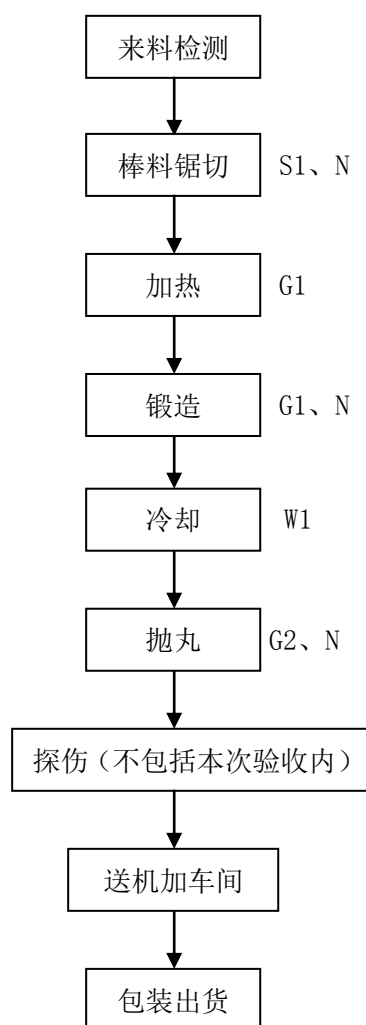 来料检测
棒料锯切 S1、N
加热 G1
锻造 G1、N
冷却 W1
抛丸 G2、N
探伤（不包括本次验收内）
送机加车间
包装出货